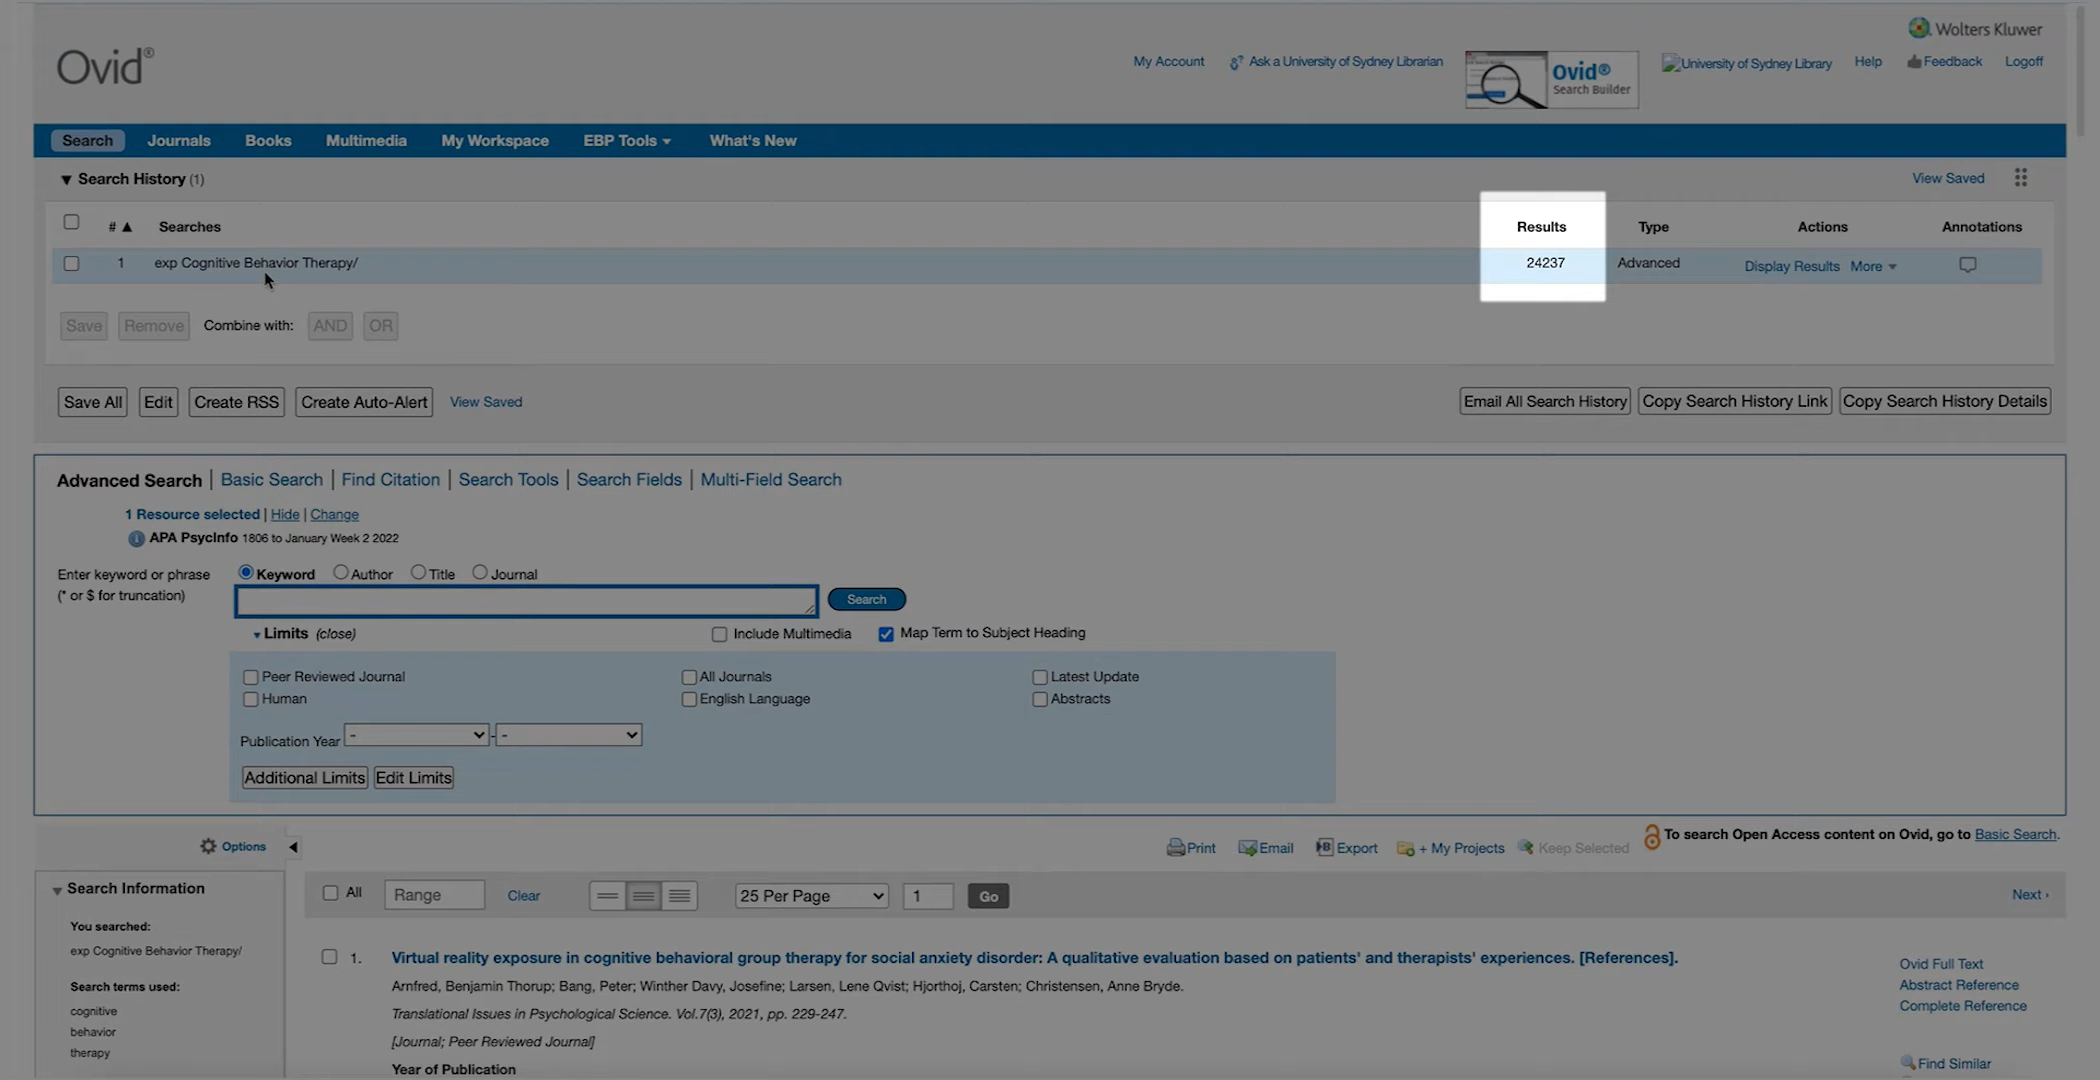 Wolters Kluwer
Ovid®
My Account
Ask a University of Sydney Librarian
Ovid®
Search Builder
University of Sydney Library
Help
Feedback
Logoff
Search
Journals
Books
Multimedia
My Workspace
EBP Tools
What's New
Search History (1)
View Saved
# ▲ Searches Results Type Actions Annotations
1 exp Cognitive Behavior Therapy/ 24237 Advanced Display Results More
Save Remove Combine with: AND OR
Save All Edit Create RSS Create Auto-Alert View Saved
Email All Search History Copy Search History Link Copy Search History Details
Advanced Search | Basic Search | Find Citation | Search Tools | Search Fields | Multi-Field Search
1 Resource selected | Hide | Change
APA PsycInfo 1806 to January Week 2 2022
Enter keyword or phrase
(* or $ for truncation)
Keyword Author Title Journal
Search
Limits (close)
Include Multimedia
Map Term to Subject Heading
Peer Reviewed Journal All Journals Latest Update
Human English Language Abstracts
Publication Year - - -
Additional Limits Edit Limits
To search Open Access content on Ovid, go to Basic Search.
Options
Print Email Export + My Projects Keep Selected
Search Information
You searched:
exp Cognitive Behavior Therapy/
Search terms used:
cognitive
behavior
therapy
All Range Clear 25 Per Page 1 Go Next ›
1. Virtual reality exposure in cognitive behavioral group therapy for social anxiety disorder: A qualitative evaluation based on patients' and therapists' experiences. [References].
Arnfred, Benjamin Thorup; Bang, Peter; Winther Davy, Josefine; Larsen, Lene Qvist; Hjorthoj, Carsten; Christensen, Anne Bryde.
Translational Issues in Psychological Science. Vol.7(3), 2021, pp. 229-247.
[Journal; Peer Reviewed Journal]
Year of Publication
Ovid Full Text
Abstract Reference
Complete Reference
Find Similar